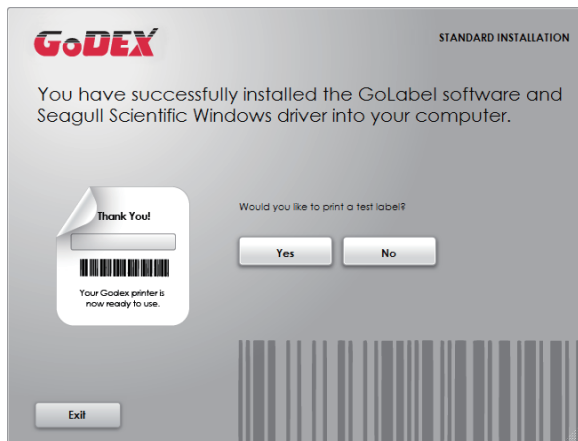 GoDEX
STANDARD INSTALLATION
You have successfully installed the GoLabel software and
Seagull Scientific Windows driver into your computer.
Thank You!
Your Godex printer is
now ready to use.
Would you like to print a test label?
Yes
No
Exit